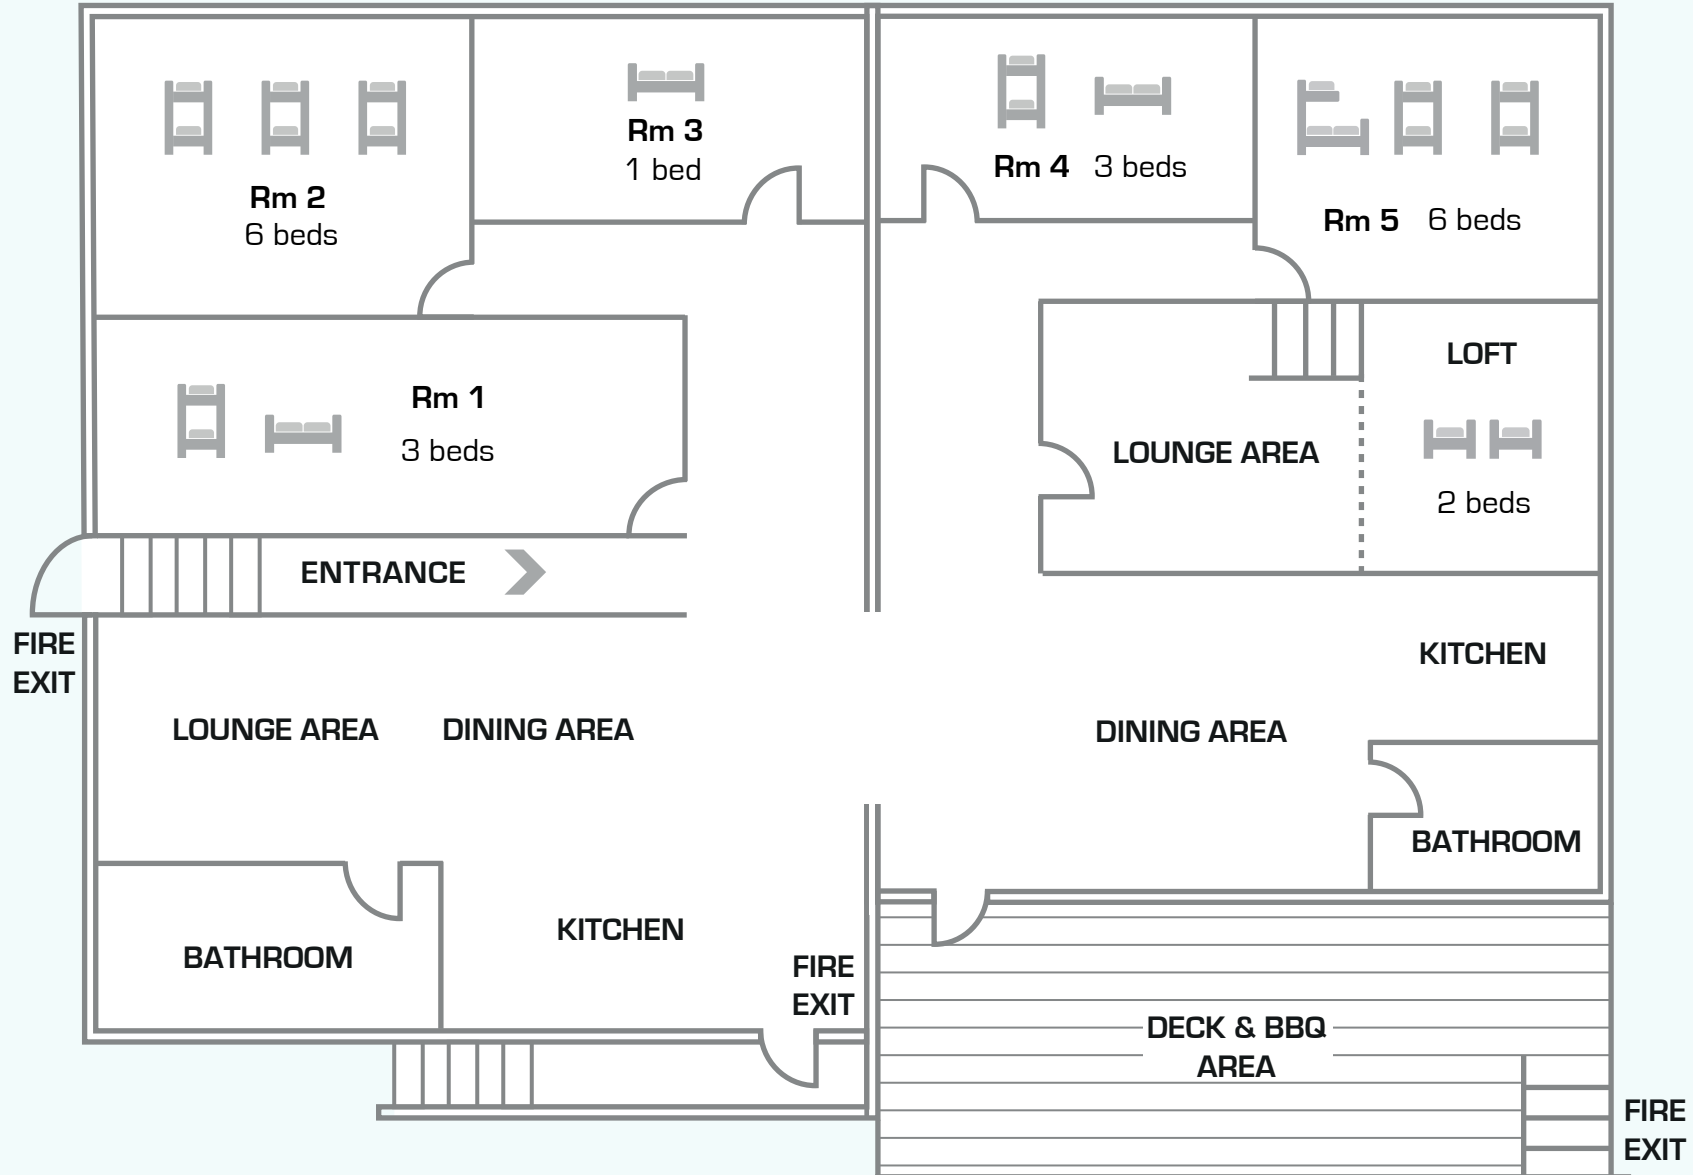 Rm 2
6 beds
Rm 3
1 bed
Rm 4 3 beds
Rm 5 6 beds
Rm 1
3 beds
LOFT
LOUNGE AREA
2 beds
ENTRANCE
FIRE
EXIT
LOUNGE AREA DINING AREA
KITCHEN
DINING AREA
BATHROOM
BATHROOM
KITCHEN
FIRE
EXIT
DECK & BBQ
AREA
FIRE
EXIT